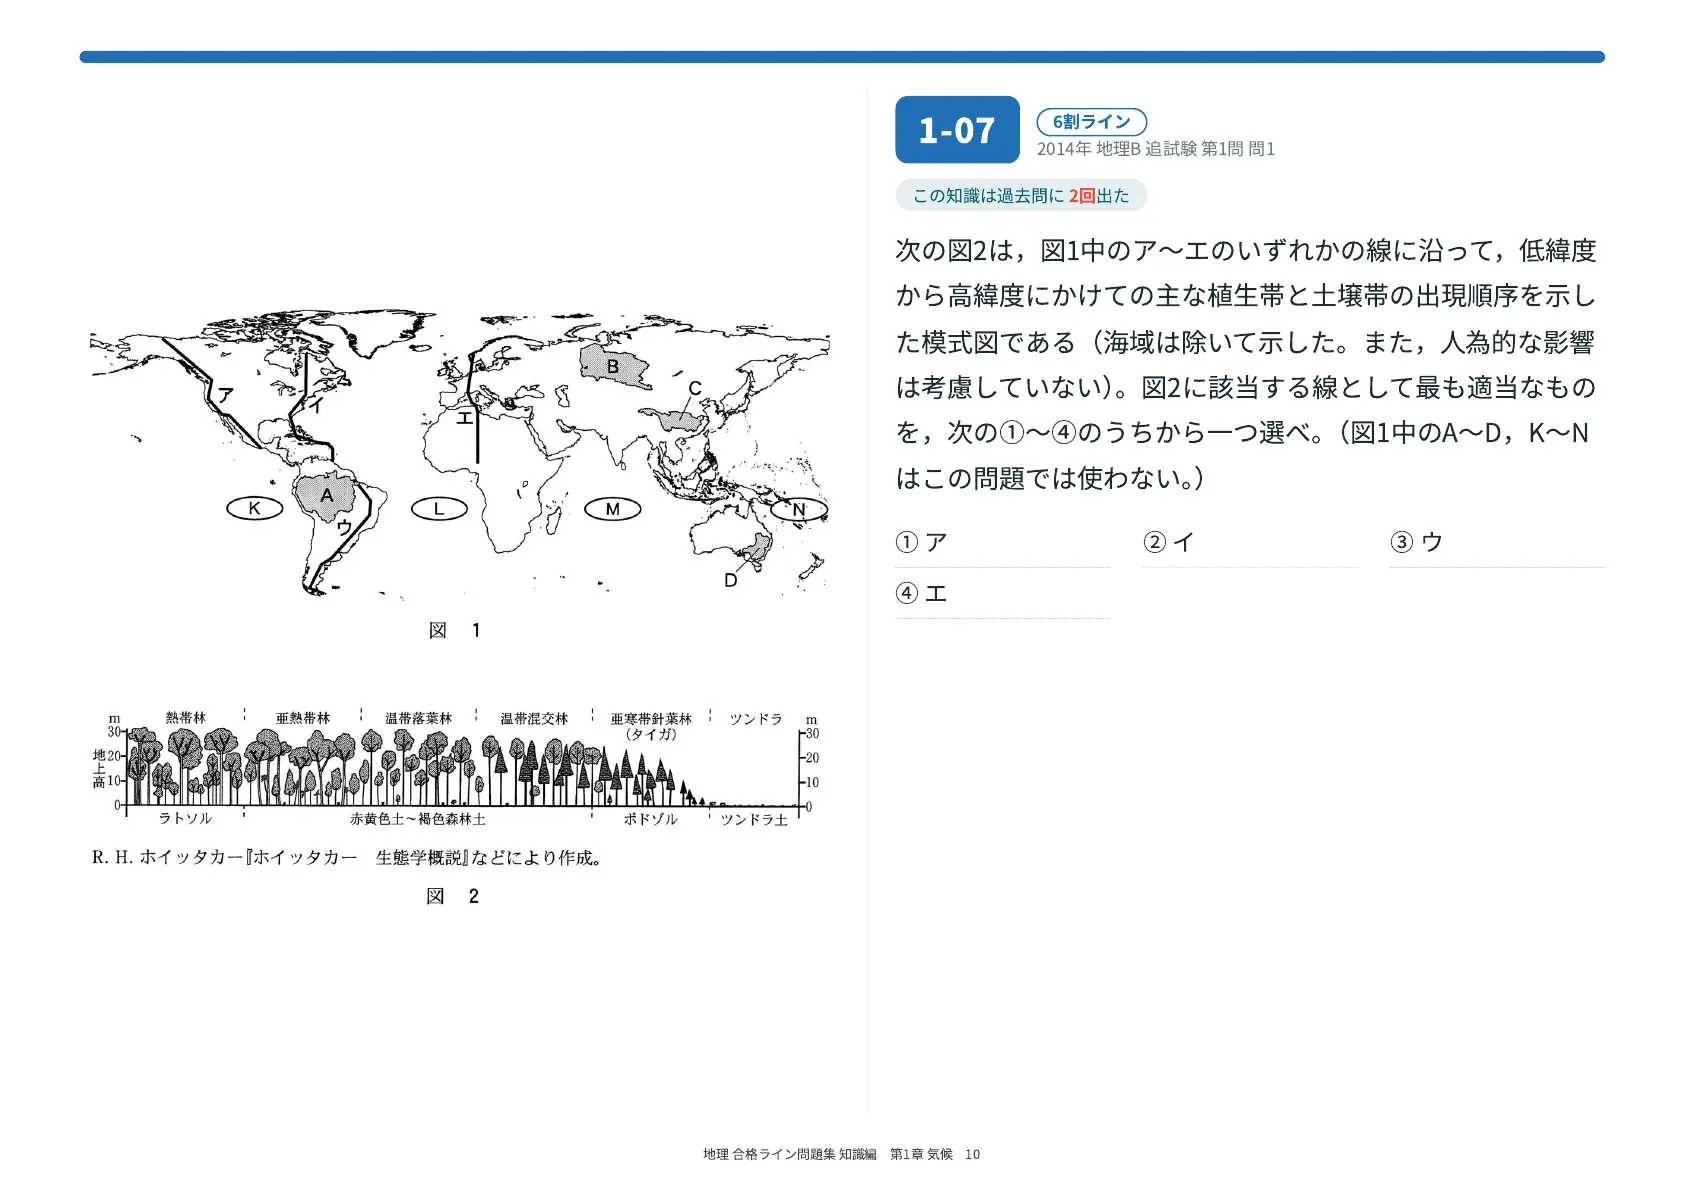 1-07
6割ライン
2014年 地理B 追試験 第1問 問1
この知識は過去問に 2回出た
次の図2は，図1中のア～エのいずれかの線に沿って，低緯度
から高緯度にかけての主な植生帯と土壌帯の出現順序を示し
た模式図である（海域は除いて示した。また，人為的な影響
は考慮していない）。図2に該当する線として最も適当なもの
を，次の①～④のうちから一つ選べ。（図1中のA～D，K～N
はこの問題では使わない。）
① ア ② イ ③ ウ
④ エ
ア
イ
ウ
エ
A
B
C
D
K
L
M
N
図 1
m 熱帯林 亜熱帯林 温帯落葉林 温帯混交林 亜寒帯針葉林 ツンドラ m
（タイガ）
地上高
30 30
20 20
10 10
0 0
ラトソル 赤黄色土～褐色森林土 ポドゾル ツンドラ土
R. H. ホイッタカー『ホイッタカー 生態学概説』などにより作成。
図 2
地理 合格ライン問題集 知識編 第1章 気候 10